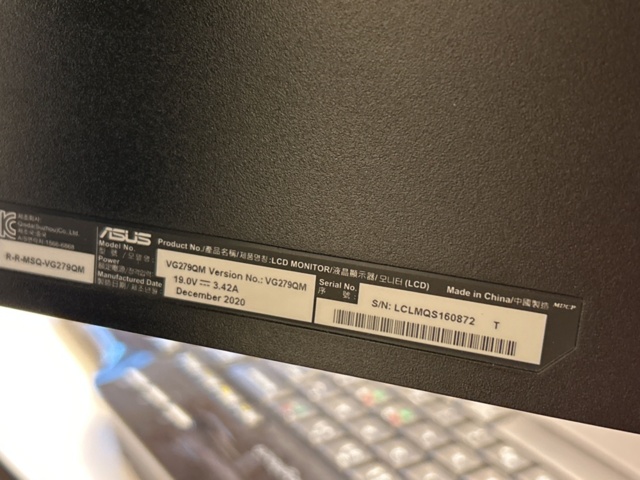 R-R-MSQ-VG279QM
ASUS
Product No./產品名稱/제품명칭:LCD MONITOR/液晶顯示器/모니터 (LCD)
Made in China/中國製造
Model No.
VG279QM Version No.: VG279QM
Power
19.0V 3.42A
Manufactured Date
December 2020
Serial No.
S/N: LCLMQS160872 T